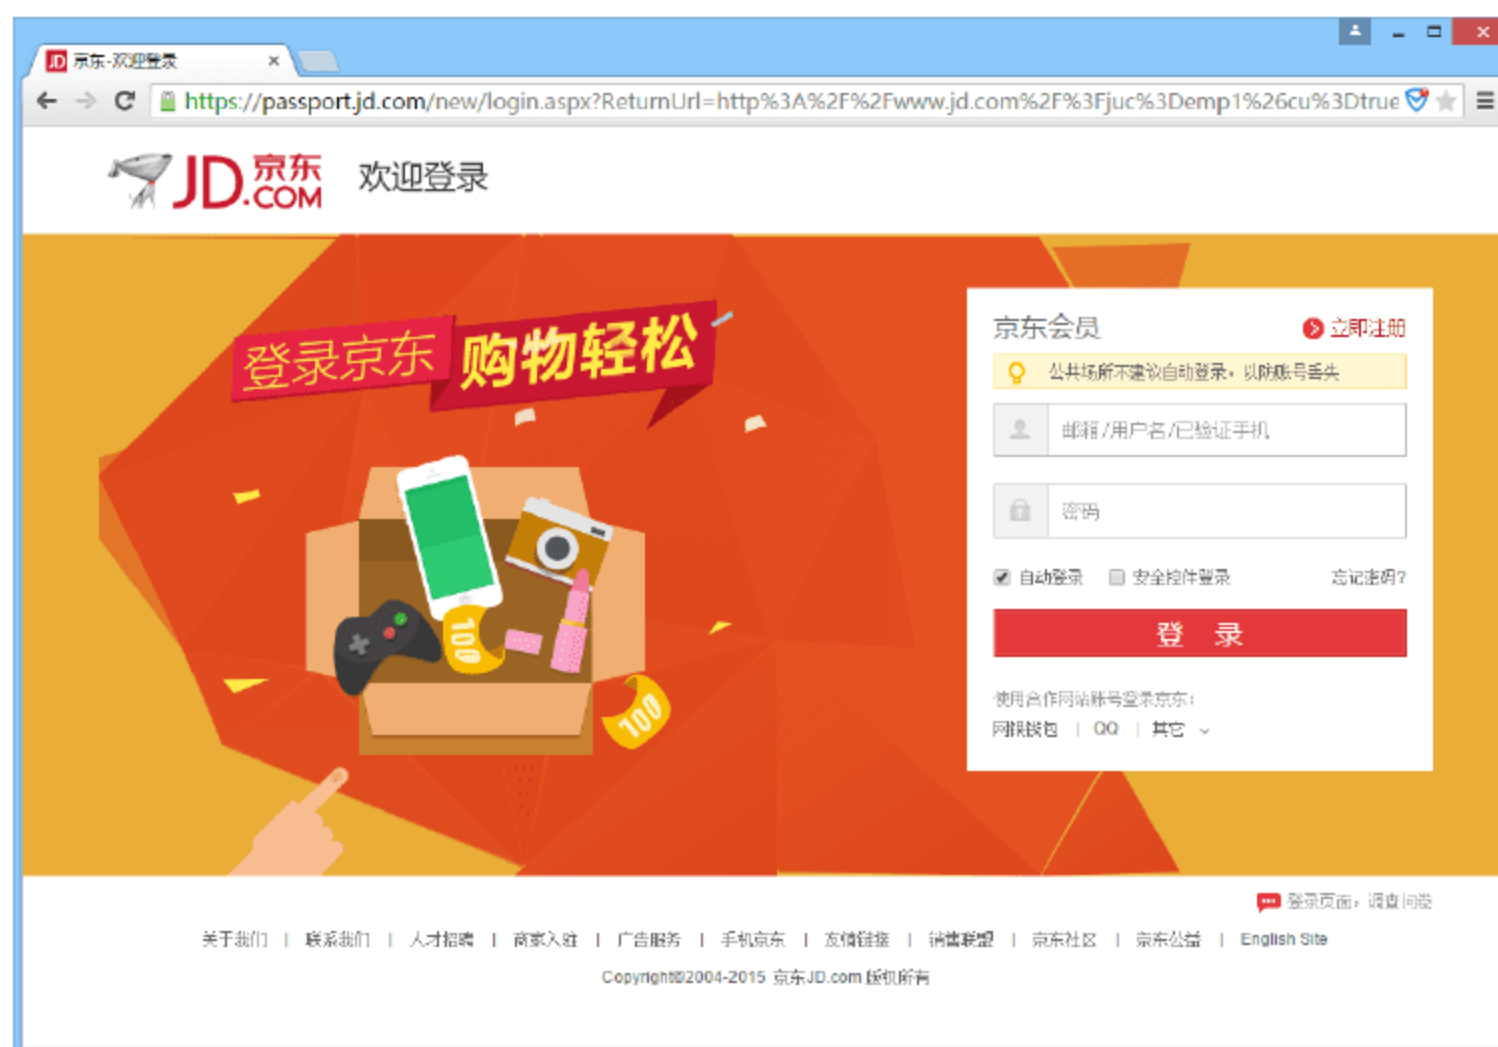 京东-欢迎登录
https://passport.jd.com/new/login.aspx?ReturnUrl=http%3A%2F%2Fwww.jd.com%2F%3Fjuc%3Demp1%26cu%3Dtrue
JD.京东COM 欢迎登录
登录京东 购物轻松
京东会员 立即注册
公共场所不建议自动登录，以防账号丢失
邮箱/用户名/已验证手机
密码
自动登录 安全控件登录 忘记密码?
100
登 录
100
使用合作网站账号登录京东：
网银钱包 | QQ | 其它
登录页面，调查问卷
关于我们 | 联系我们 | 人才招聘 | 商家入驻 | 广告服务 | 手机京东 | 友情链接 | 销售联盟 | 京东社区 | 京东公益 | English Site
Copyright©2004-2015 京东JD.com 版权所有